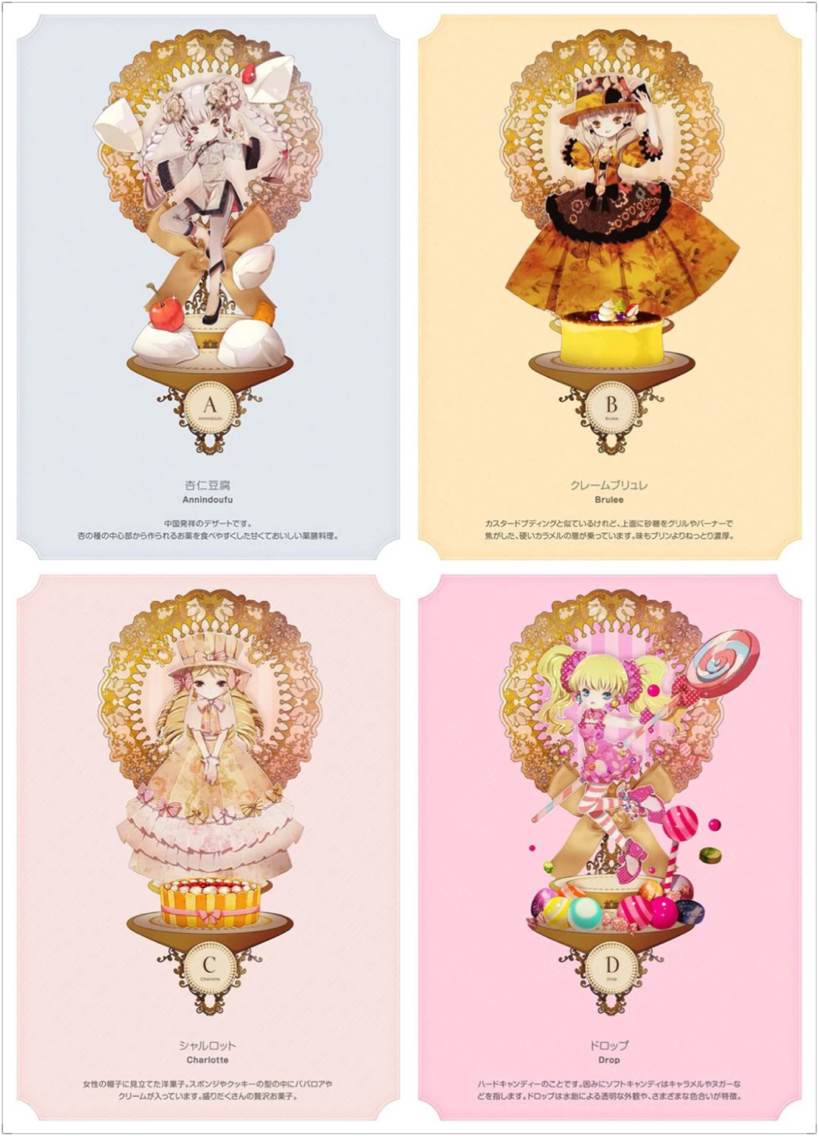 A
Annindoufu
杏仁豆腐
Annindoufu
中国発祥のデザートです。
杏の種の中心部から作られるお薬を食べやすくした甘くておいしい薬膳料理。
B
Brulee
クレームブリュレ
Brulee
カスタードプディングと似ているけれど、上面に砂糖をグリルやバーナーで
焦がした、硬いカラメルの層が乗っています。味もプリンよりねっとり濃厚。
C
Charlotte
シャルロット
Charlotte
女性の帽子に見立てた洋菓子。スポンジやクッキーの型の中にババロアや
クリームが入っています。盛りだくさんの贅沢お菓子。
D
Drop
ドロップ
Drop
ハードキャンディーのことです。因みにソフトキャンディはキャラメルやヌガーな
どを指します。ドロップは水飴による透明な外観や、さまざまな色合いが特徴。